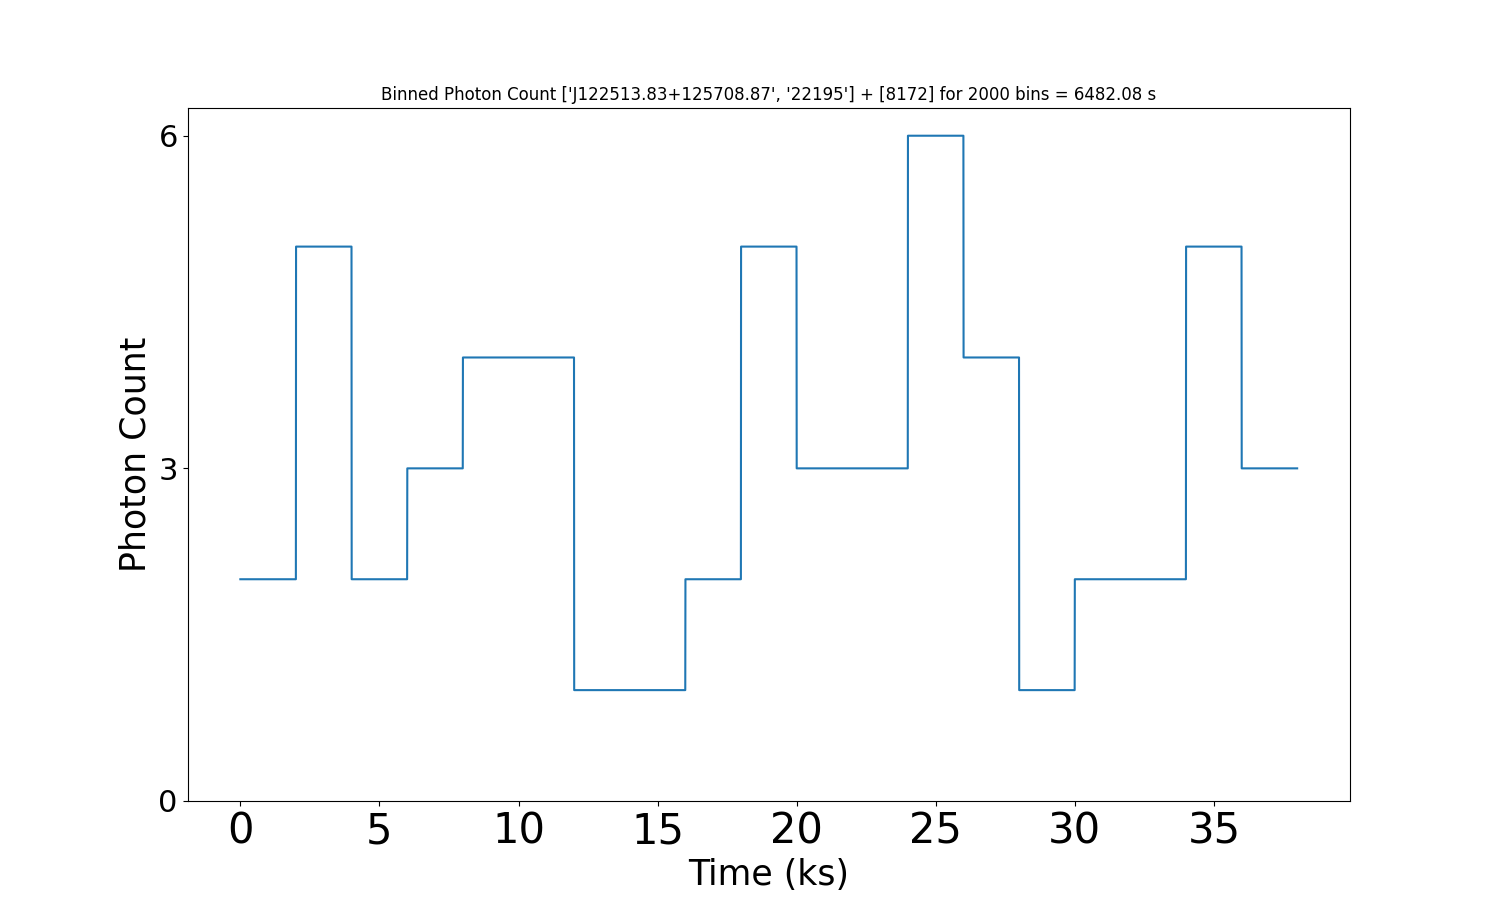 Binned Photon Count ['J122513.83+125708.87', '22195'] + [8172] for 2000 bins = 6482.08 s
6
3
0
Photon Count
0 5 10 15 20 25 30 35
Time (ks)